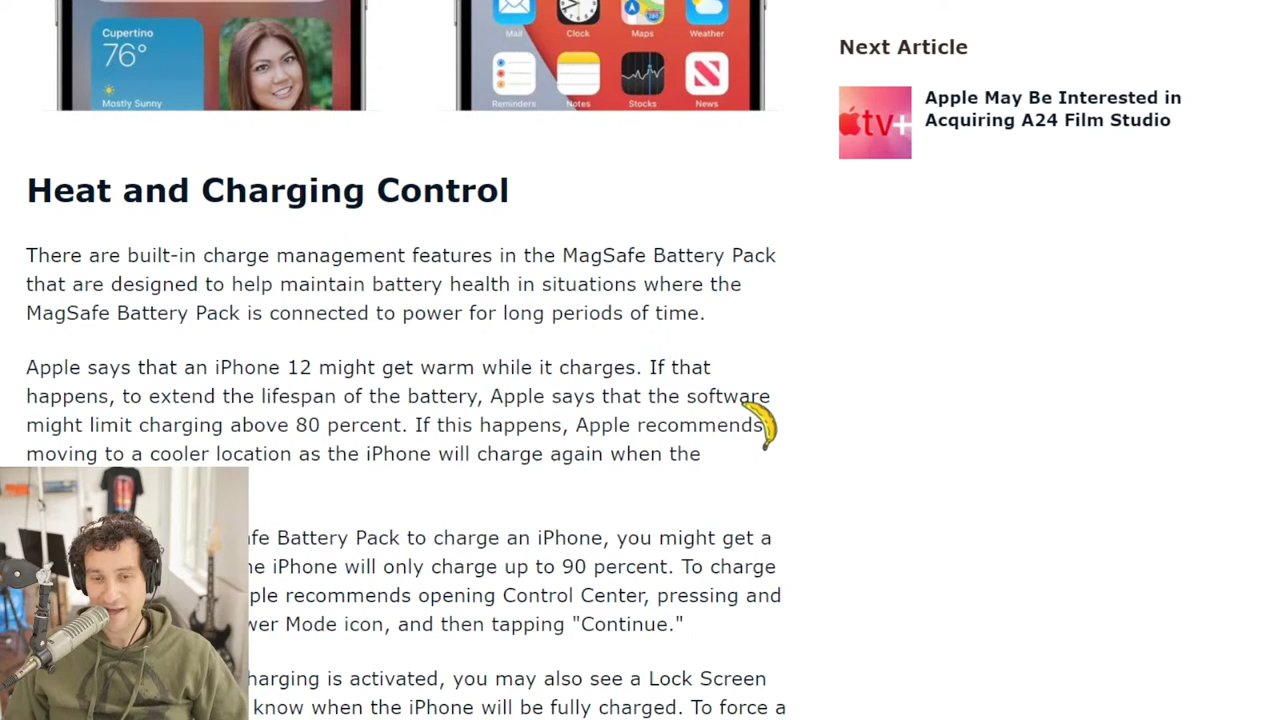 Cupertino
76°
Mostly Sunny
Mail Clock Maps Weather
Reminders Notes Stocks News
Next Article
tv+
Apple May Be Interested in
Acquiring A24 Film Studio
Heat and Charging Control
There are built-in charge management features in the MagSafe Battery Pack
that are designed to help maintain battery health in situations where the
MagSafe Battery Pack is connected to power for long periods of time.
Apple says that an iPhone 12 might get warm while it charges. If that
happens, to extend the lifespan of the battery, Apple says that the software
might limit charging above 80 percent. If this happens, Apple recommends
moving to a cooler location as the iPhone will charge again when the
fe Battery Pack to charge an iPhone, you might get a
e iPhone will only charge up to 90 percent. To charge
ple recommends opening Control Center, pressing and
wer Mode icon, and then tapping "Continue."
harging is activated, you may also see a Lock Screen
know when the iPhone will be fully charged. To force a